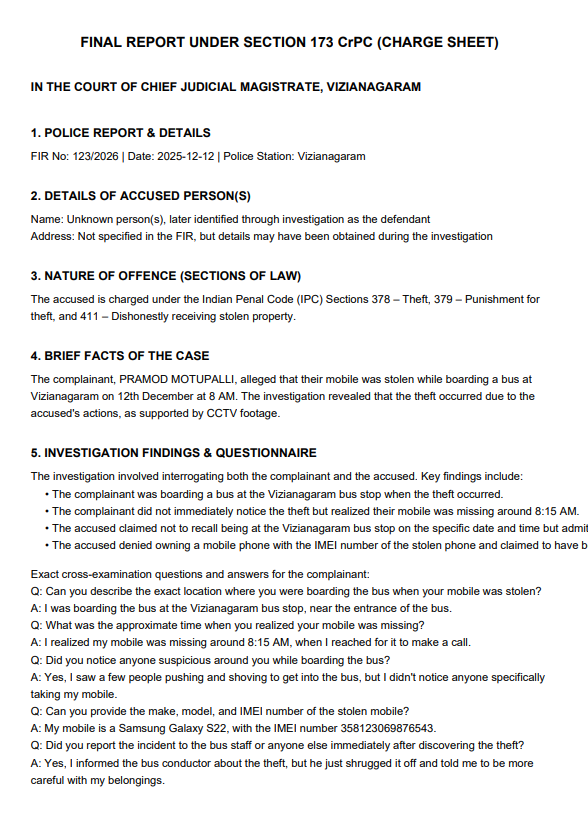 FINAL REPORT UNDER SECTION 173 CrPC (CHARGE SHEET)
IN THE COURT OF CHIEF JUDICIAL MAGISTRATE, VIZIANAGARAM
1. POLICE REPORT & DETAILS
FIR No: 123/2026 | Date: 2025-12-12 | Police Station: Vizianagaram
2. DETAILS OF ACCUSED PERSON(S)
Name: Unknown person(s), later identified through investigation as the defendant
Address: Not specified in the FIR, but details may have been obtained during the investigation
3. NATURE OF OFFENCE (SECTIONS OF LAW)
The accused is charged under the Indian Penal Code (IPC) Sections 378 – Theft, 379 – Punishment for
theft, and 411 – Dishonestly receiving stolen property.
4. BRIEF FACTS OF THE CASE
The complainant, PRAMOD MOTUPALLI, alleged that their mobile was stolen while boarding a bus at
Vizianagaram on 12th December at 8 AM. The investigation revealed that the theft occurred due to the
accused's actions, as supported by CCTV footage.
5. INVESTIGATION FINDINGS & QUESTIONNAIRE
The investigation involved interrogating both the complainant and the accused. Key findings include:
• The complainant was boarding a bus at the Vizianagaram bus stop when the theft occurred.
• The complainant did not immediately notice the theft but realized their mobile was missing around 8:15 AM.
• The accused claimed not to recall being at the Vizianagaram bus stop on the specific date and time but admit
• The accused denied owning a mobile phone with the IMEI number of the stolen phone and claimed to have b
Exact cross-examination questions and answers for the complainant:
Q: Can you describe the exact location where you were boarding the bus when your mobile was stolen?
A: I was boarding the bus at the Vizianagaram bus stop, near the entrance of the bus.
Q: What was the approximate time when you realized your mobile was missing?
A: I realized my mobile was missing around 8:15 AM, when I reached for it to make a call.
Q: Did you notice anyone suspicious around you while boarding the bus?
A: Yes, I saw a few people pushing and shoving to get into the bus, but I didn't notice anyone specifically
taking my mobile.
Q: Can you provide the make, model, and IMEI number of the stolen mobile?
A: My mobile is a Samsung Galaxy S22, with the IMEI number 358123069876543.
Q: Did you report the incident to the bus staff or anyone else immediately after discovering the theft?
A: Yes, I informed the bus conductor about the theft, but he just shrugged it off and told me to be more
careful with my belongings.